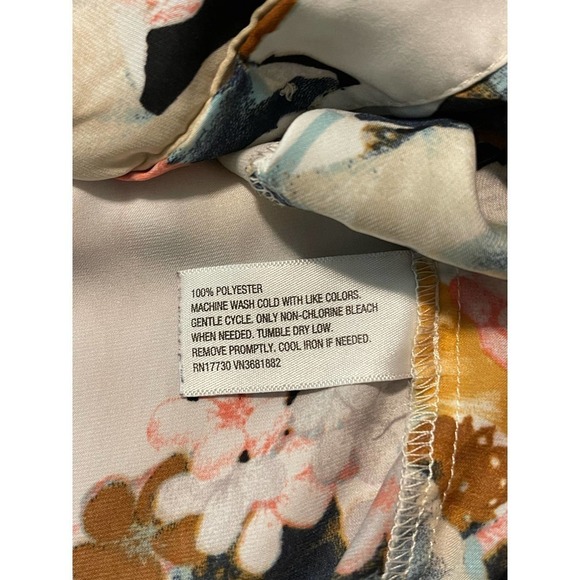 100% POLYESTER
MACHINE WASH COLD WITH LIKE COLORS.
GENTLE CYCLE. ONLY NON-CHLORINE BLEACH
WHEN NEEDED. TUMBLE DRY LOW.
REMOVE PROMPTLY. COOL IRON IF NEEDED.
RN17730 VN3681882